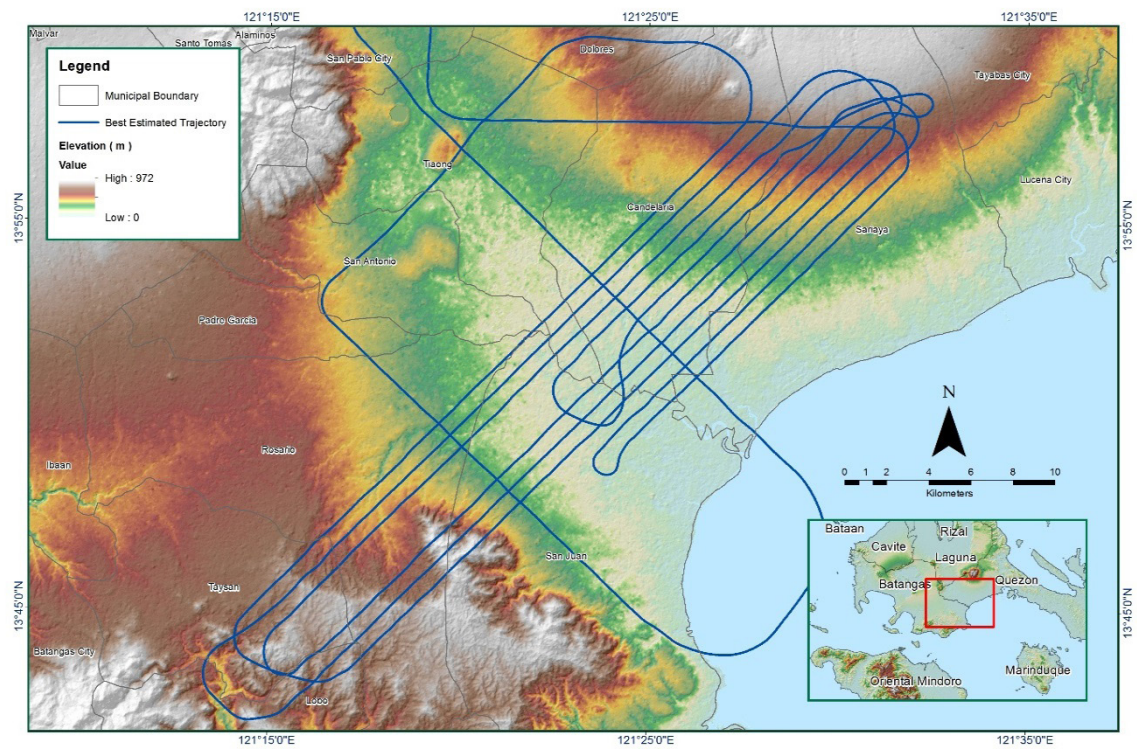 121°15'0"E
121°25'0"E
121°35'0"E
Malvar
Santo Tomas
Alaminos
San Pablo City
Dolores
Tayabas City
Legend
Municipal Boundary
Best Estimated Trajectory
Elevation ( m )
Value
High : 972
Low : 0
Tiaong
Lucena City
Candelaria
Sariaya
13°55'0"N
13°55'0"N
San Antonio
Padre Garcia
N
Rosario
Ibaan
0 1 2 4 6 8 10
Kilometers
San Juan
Taysan
Bataan
Rizal
Cavite
Laguna
Batangas
Quezon
13°45'0"N
13°45'0"N
Batangas City
Lobo
Marinduque
Oriental Mindoro
121°15'0"E
121°25'0"E
121°35'0"E